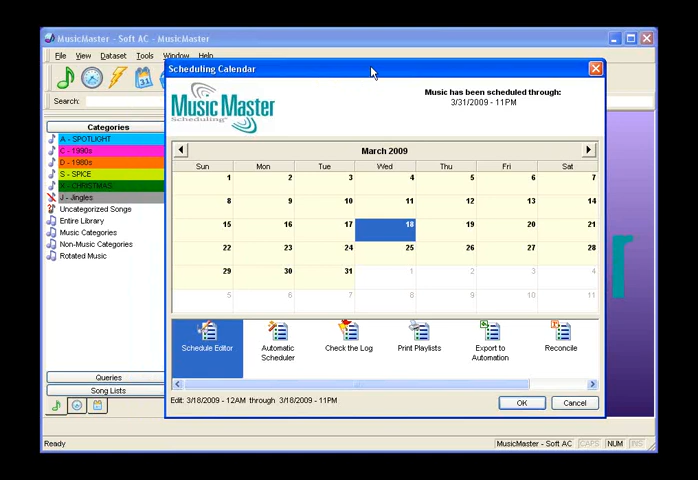 MusicMaster - Soft AC - MusicMaster
File View Dataset Tools Window Help
Search:
Scheduling Calendar
Music Master
Scheduling
Music has been scheduled through:
3/31/2009 - 11PM
Categories
A - SPOTLIGHT
C - 1990s
D - 1980s
S - SPICE
X - CHRISTMAS
J - Jingles
Uncategorized Songs
Entire Library
Music Categories
Non-Music Categories
Rotated Music
March 2009
Sun Mon Tue Wed Thu Fri Sat
1 2 3 4 5 6 7
8 9 10 11 12 13 14
15 16 17 18 19 20 21
22 23 24 25 26 27 28
29 30 31 1 2 3 4
5 6 7 8 9 10 11
Schedule Editor
Automatic Scheduler
Check the Log
Print Playlists
Export to Automation
Reconcile
Queries
Song Lists
Edit: 3/18/2009 - 12AM through 3/18/2009 - 11PM
OK Cancel
Ready
MusicMaster - Soft AC CAPS NUM INS
r